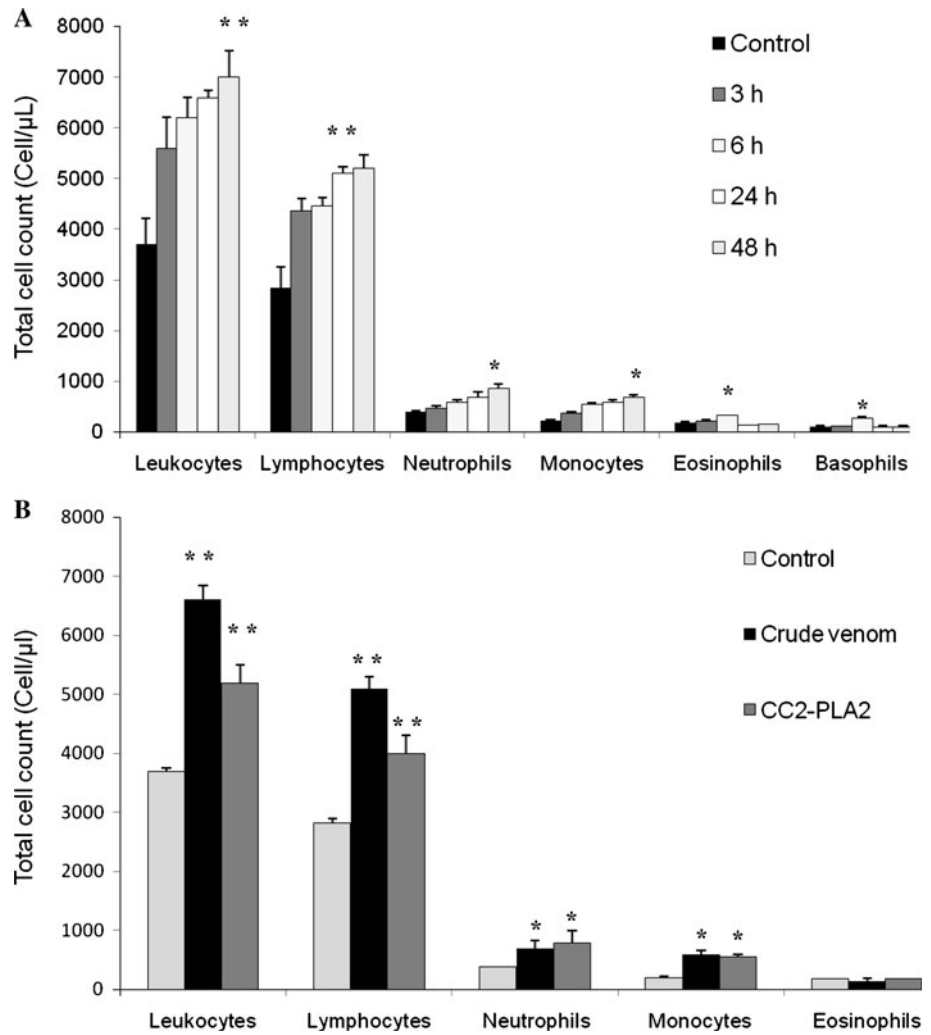 A
Total cell count (Cell/µL)
8000
7000
6000
5000
4000
3000
2000
1000
0
* *
* *
*
*
*
*
Control
3 h
6 h
24 h
48 h
Leukocytes Lymphocytes Neutrophils Monocytes Eosinophils Basophils
B
Total cell count (Cell/µl)
8000
7000
6000
5000
4000
3000
2000
1000
0
* *
* *
* *
* *
* *
* *
Control
Crude venom
CC2-PLA2
Leukocytes Lymphocytes Neutrophils Monocytes Eosinophils